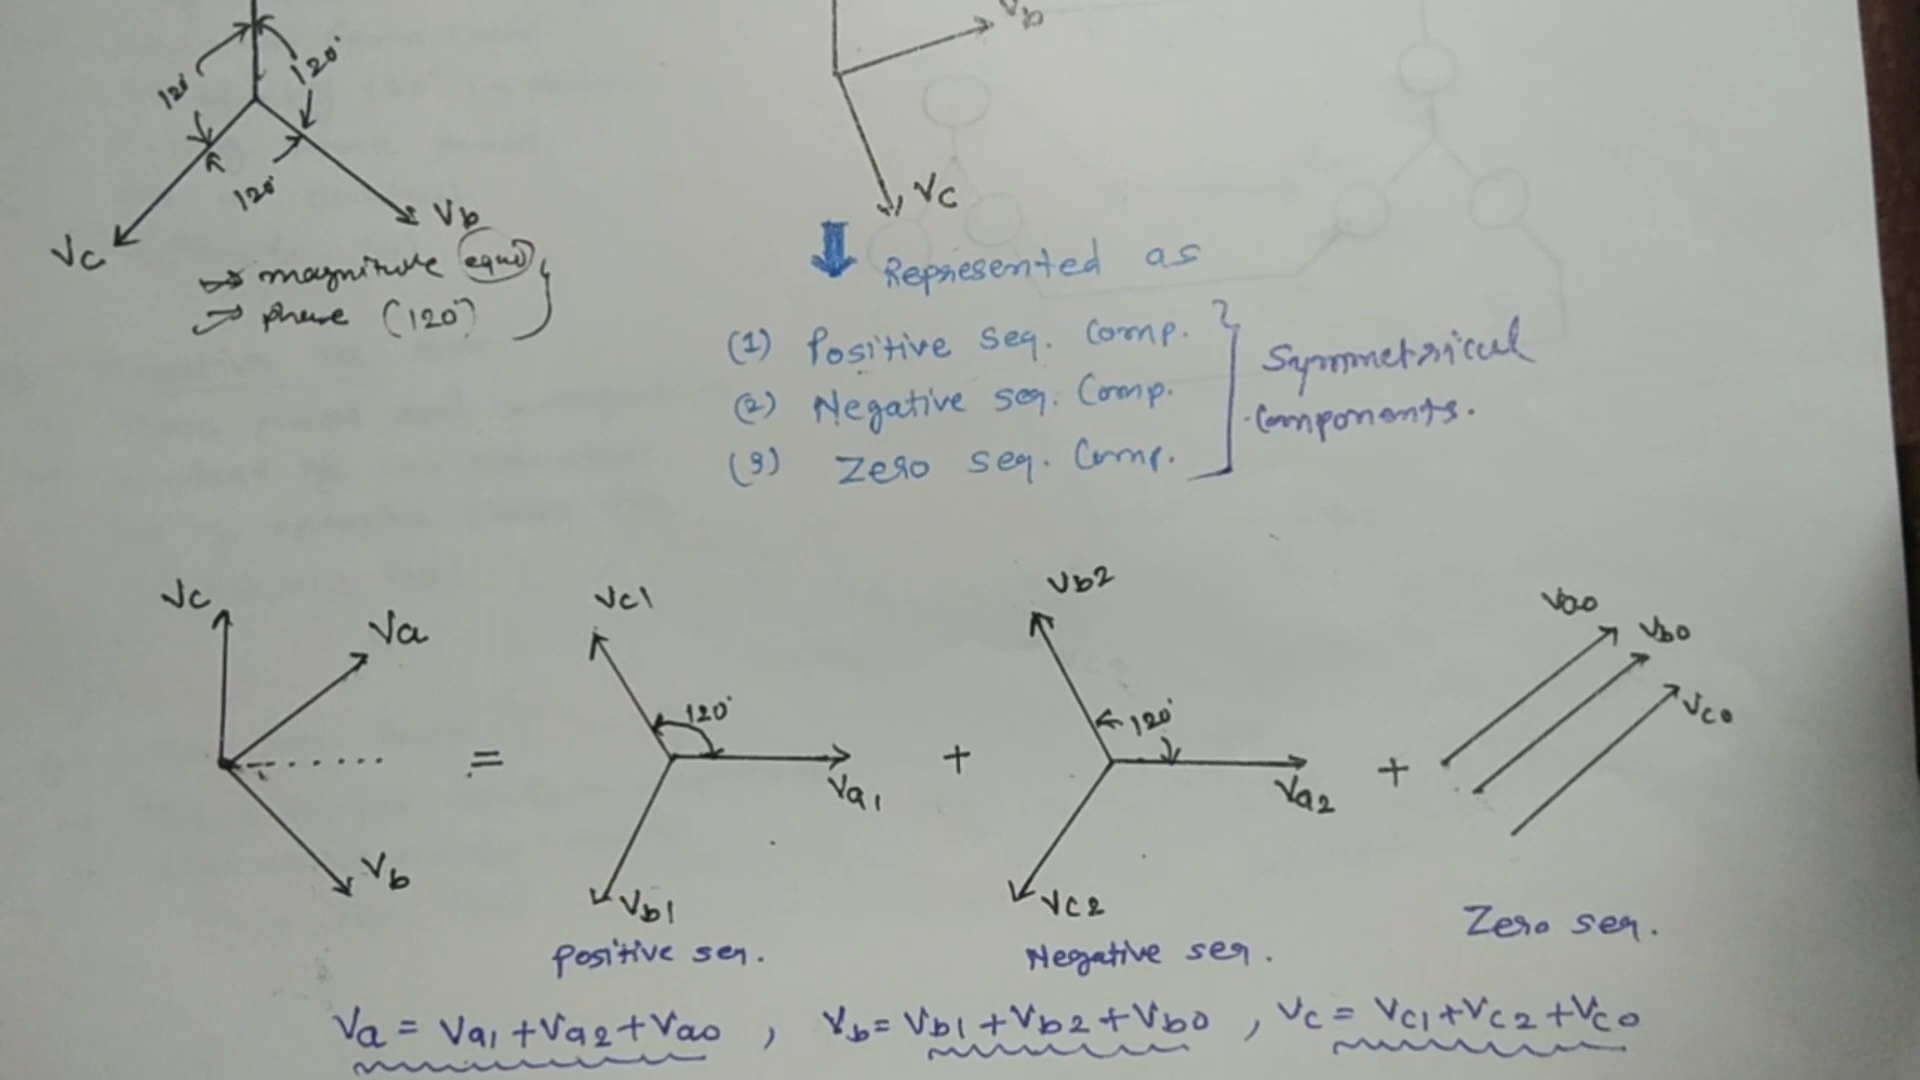 120°
120°
120°
Vb
Vc
Vb
Vc
magnitude equal
phase (120°)
Represented as
(1) Positive Seq. Comp.
(2) Negative seq. Comp.
(3) Zero seq. Comp.
Symmetrical
Components.
Vc
Va
Vb
=
Vc1
120°
Va1
Vb1
Positive seq.
+
Vb2
120°
Va2
Vc2
Negative seq.
+
Va0
Vb0
Vc0
Zero seq.
Va = Va1 + Va2 + Va0 , Vb = Vb1 + Vb2 + Vb0 , Vc = Vc1 + Vc2 + Vc0